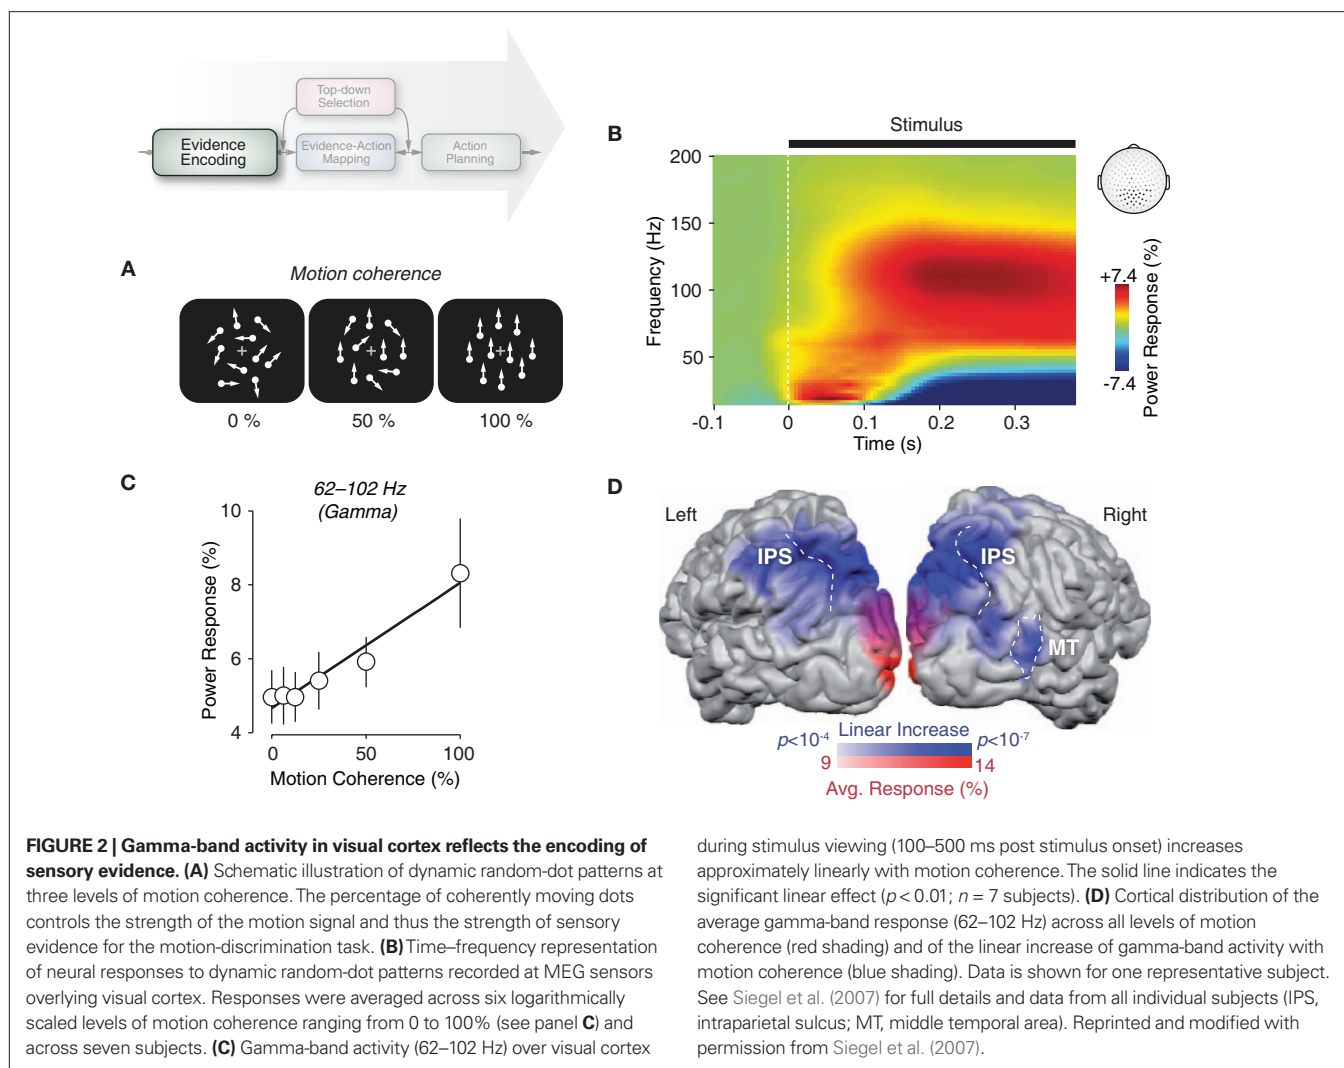 Top-down
Selection
Evidence
Encoding
Evidence-Action
Mapping
Action
Planning
A
Motion coherence
0 %
50 %
100 %
B
Stimulus
200
150
100
50
Frequency (Hz)
-0.1
0
0.1
0.2
0.3
Time (s)
+7.4
-7.4
Power Response (%)
C
62–102 Hz
(Gamma)
10
8
6
4
Power Response (%)
0
50
100
Motion Coherence (%)
D
Left
Right
IPS
IPS
MT
Linear Increase
p<10-4
p<10-7
9
14
Avg. Response (%)
FIGURE 2 | Gamma-band activity in visual cortex reflects the encoding of
sensory evidence. (A) Schematic illustration of dynamic random-dot patterns at
three levels of motion coherence. The percentage of coherently moving dots
controls the strength of the motion signal and thus the strength of sensory
evidence for the motion-discrimination task. (B) Time–frequency representation
of neural responses to dynamic random-dot patterns recorded at MEG sensors
overlying visual cortex. Responses were averaged across six logarithmically
scaled levels of motion coherence ranging from 0 to 100% (see panel C) and
across seven subjects. (C) Gamma-band activity (62–102 Hz) over visual cortex
during stimulus viewing (100–500 ms post stimulus onset) increases
approximately linearly with motion coherence. The solid line indicates the
significant linear effect (p < 0.01; n = 7 subjects). (D) Cortical distribution of the
average gamma-band response (62–102 Hz) across all levels of motion
coherence (red shading) and of the linear increase of gamma-band activity with
motion coherence (blue shading). Data is shown for one representative subject.
See Siegel et al. (2007) for full details and data from all individual subjects (IPS,
intraparietal sulcus; MT, middle temporal area). Reprinted and modified with
permission from Siegel et al. (2007).